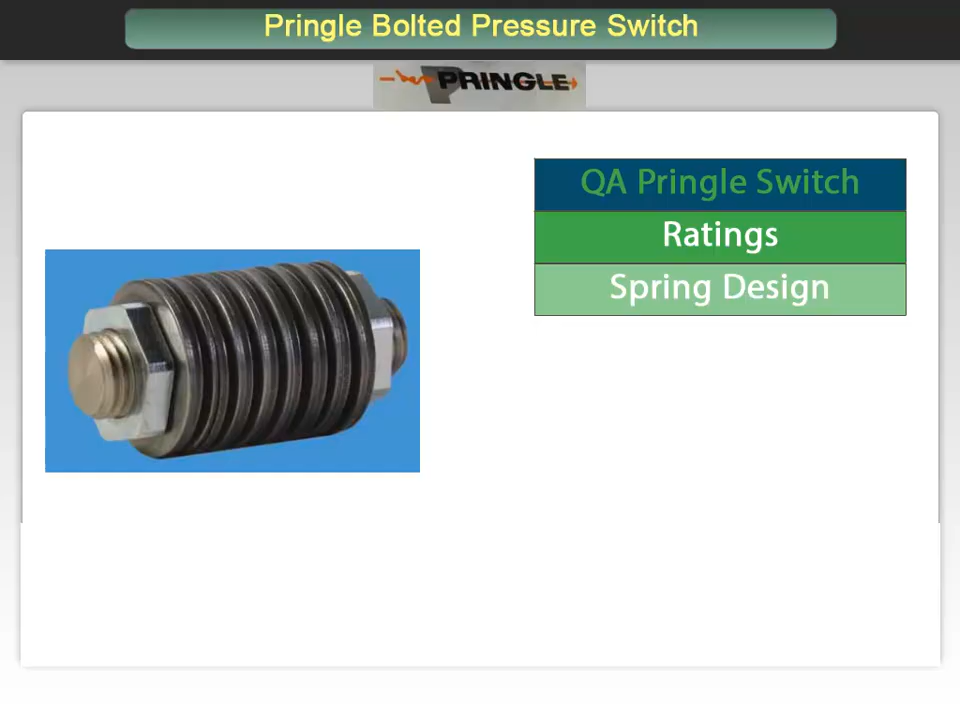 Pringle Bolted Pressure Switch
PRINGLE
QA Pringle Switch
Ratings
Spring Design